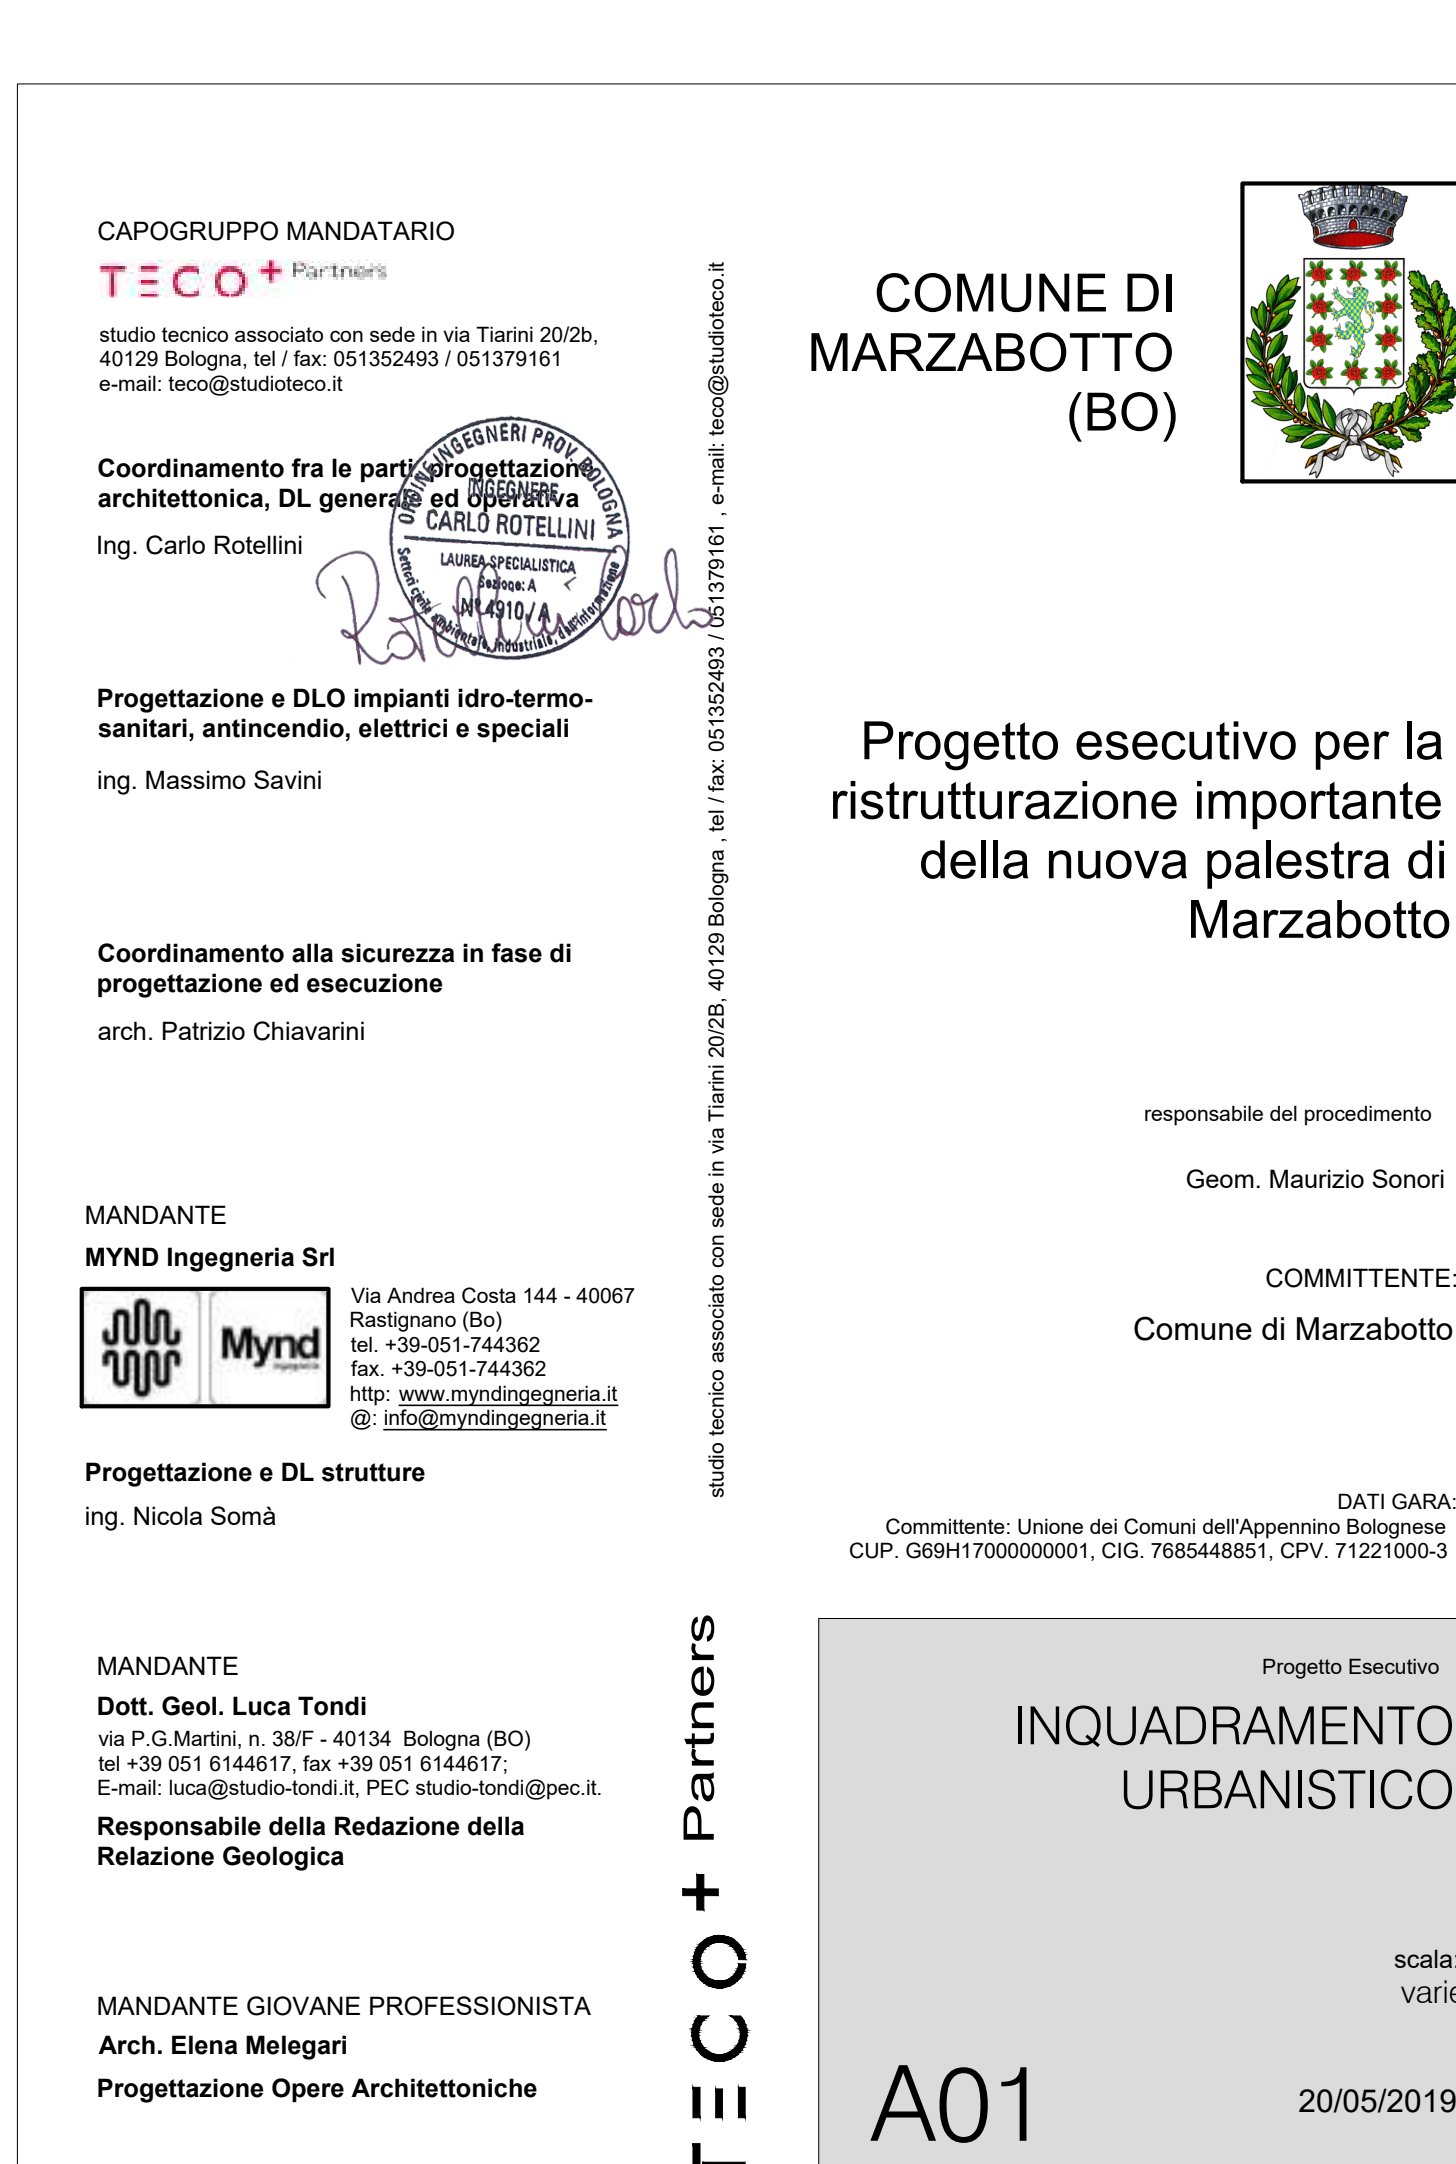 CAPOGRUPPO MANDATARIO
TECO+ Partners
studio tecnico associato con sede in via Tiarini 20/2b,
40129 Bologna, tel / fax: 051352493 / 051379161
e-mail: teco@studioteco.it
Coordinamento fra le parti, progettazione
architettonica, DL generale ed operativa
Ing. Carlo Rotellini
ORDINE INGEGNERI PROV. BOLOGNA
INGEGNERE
CARLO ROTELLINI
LAUREA SPECIALISTICA
Sezione: A
N° 4910 / A
Settori: civile ambientale, industriale, dell'informazione
Rotellini Carlo
Progettazione e DLO impianti idro-termo-
sanitari, antincendio, elettrici e speciali
ing. Massimo Savini
Coordinamento alla sicurezza in fase di
progettazione ed esecuzione
arch. Patrizio Chiavarini
MANDANTE
MYND Ingegneria Srl
Mynd
ingegneria
Via Andrea Costa 144 - 40067
Rastignano (Bo)
tel. +39-051-744362
fax. +39-051-744362
http: www.myndingegneria.it
@: info@myndingegneria.it
Progettazione e DL strutture
ing. Nicola Somà
MANDANTE
Dott. Geol. Luca Tondi
via P.G.Martini, n. 38/F - 40134 Bologna (BO)
tel +39 051 6144617, fax +39 051 6144617;
E-mail: luca@studio-tondi.it, PEC studio-tondi@pec.it.
Responsabile della Redazione della
Relazione Geologica
MANDANTE GIOVANE PROFESSIONISTA
Arch. Elena Melegari
Progettazione Opere Architettoniche
studio tecnico associato con sede in via Tiarini 20/2B, 40129 Bologna , tel / fax: 051352493 / 051379161 , e-mail: teco@studioteco.it
TECO+ Partners
COMUNE DI
MARZABOTTO
(BO)
Progetto esecutivo per la
ristrutturazione importante
della nuova palestra di
Marzabotto
responsabile del procedimento
Geom. Maurizio Sonori
COMMITTENTE:
Comune di Marzabotto
DATI GARA:
Committente: Unione dei Comuni dell'Appennino Bolognese
CUP. G69H17000000001, CIG. 7685448851, CPV. 71221000-3
Progetto Esecutivo
INQUADRAMENTO
URBANISTICO
scala:
varie
A01
20/05/2019